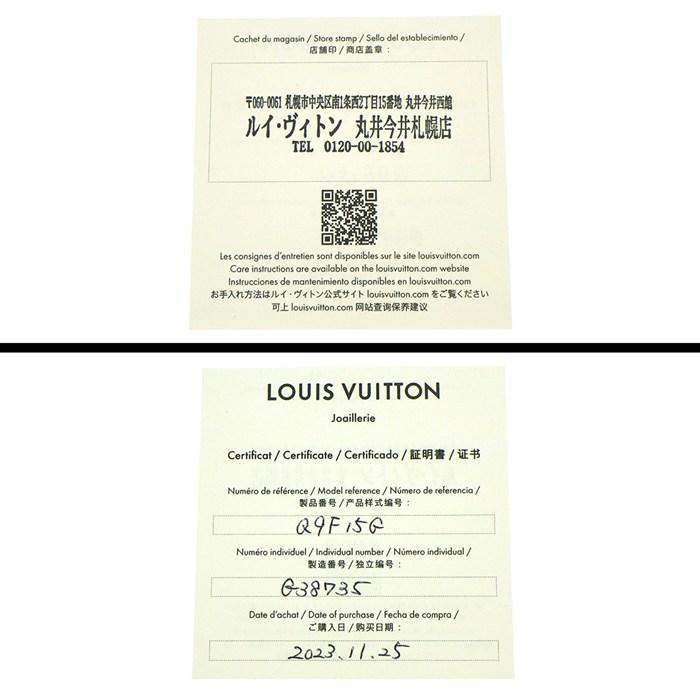 Cachet du magasin / Store stamp / Sello del establecimiento /
店舗印 / 商店盖章 :
〒060-0061 札幌市中央区南1条西2丁目15番地 丸井今井西館
ルイ・ヴィトン 丸井今井札幌店
TEL 0120-00-1854
Les consignes d'entretien sont disponibles sur le site louisvuitton.com
Care instructions are available on the louisvuitton.com website
Instrucciones de mantenimiento disponibles en louisvuitton.com
お手入れ方法はルイ・ヴィトン公式サイト louisvuitton.com をご覧ください
可上 louisvuitton.com 网站查询保养建议
LOUIS VUITTON
Joaillerie
Certificat / Certificate / Certificado / 証明書 / 证书
Numéro de référence / Model reference / Número de referencia /
製品番号 / 产品样式编号 :
Q9F15G
Numéro individuel / Individual number / Número individual /
製造番号 / 独立编号 :
G38735
Date d'achat / Date of purchase / Fecha de compra /
ご購入日 / 购买日期 :
2023.11.25